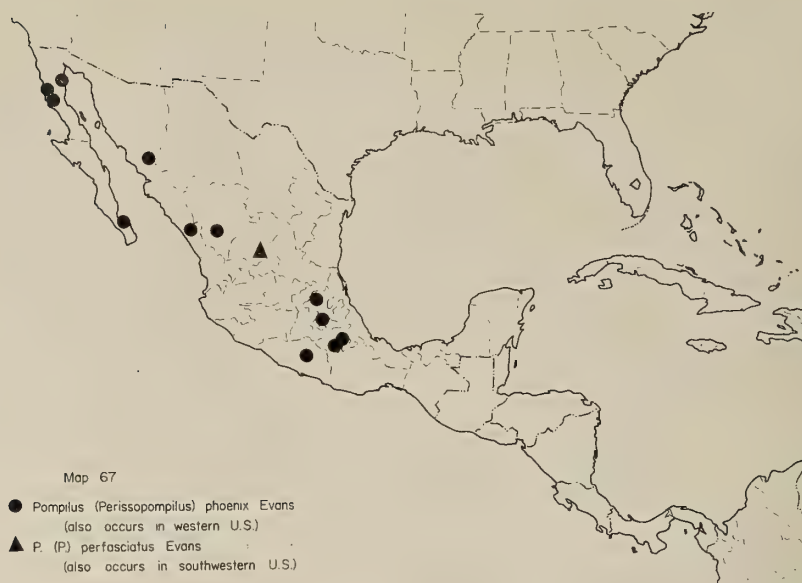 Map 67
● Pompilus (Perissopompilus) phoenix Evans
(also occurs in western U.S.)
▲ P. (P.) perfasciatus Evans
(also occurs in southwestern U.S.)